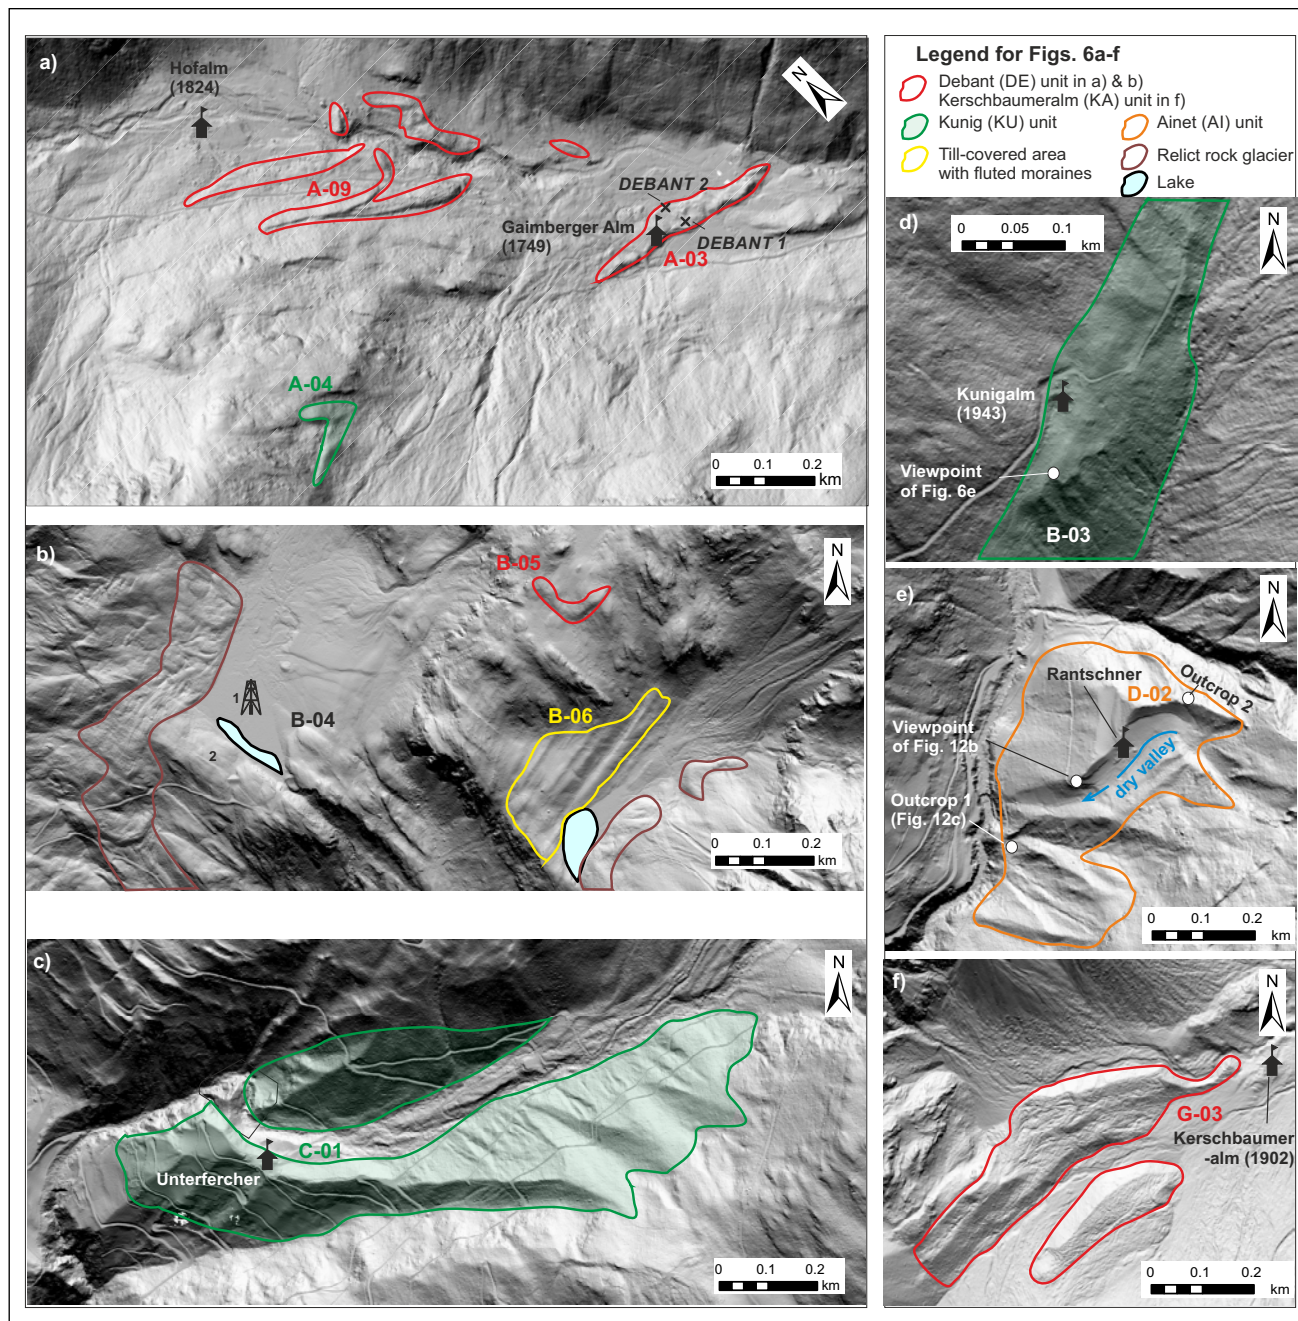 a)
Hofalm
(1824)
N
A-09
DEBANT 2
Gaimberger Alm
(1749)
DEBANT 1
A-03
A-04
0 0.1 0.2
km
b)
N
B-05
1
B-04
2
B-06
0 0.1 0.2
km
c)
N
C-01
Unterfercher
0 0.1 0.2
km
Legend for Figs. 6a-f
Debant (DE) unit in a) & b)
Kerschbaumeralm (KA) unit in f)
Kunig (KU) unit
Ainet (AI) unit
Till-covered area
with fluted moraines
Relict rock glacier
Lake
d)
0 0.05 0.1
km
N
Kunigalm
(1943)
Viewpoint
of Fig. 6e
B-03
e)
N
Rantschner
D-02
Outcrop 2
Viewpoint
of Fig. 12b
dry valley
Outcrop 1
(Fig. 12c)
0 0.1 0.2
km
f)
N
G-03
Kerschbaumer
-alm (1902)
0 0.1 0.2
km